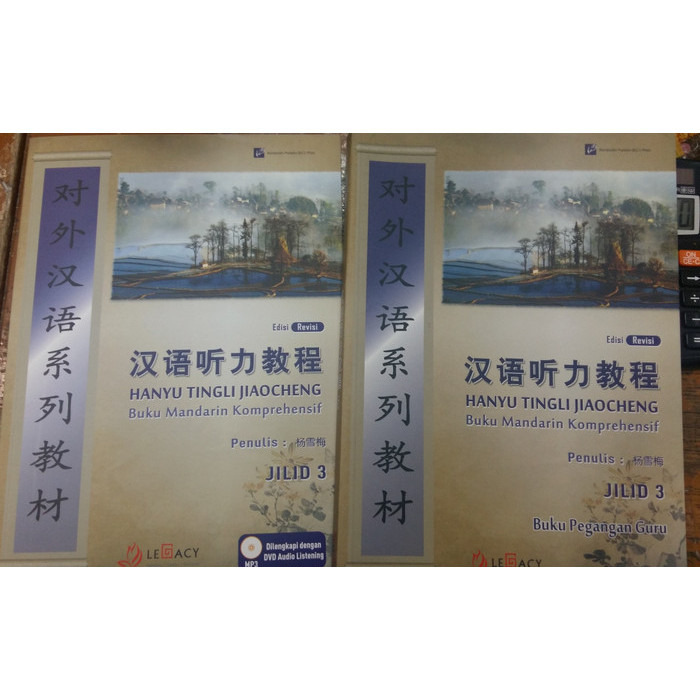 对外汉语系列教材
Edisi Revisi
汉语听力教程
HANYU TINGLI JIAOCHENG
Buku Mandarin Komprehensif
Penulis : 杨雪梅
JILID 3
LEGACY
Dilengkapi dengan
DVD Audio Listening
MP3
对外汉语系列教材
Edisi Revisi
汉语听力教程
HANYU TINGLI JIAOCHENG
Buku Mandarin Komprehensif
Penulis : 杨雪梅
JILID 3
Buku Pegangan Guru
LEGACY
ON